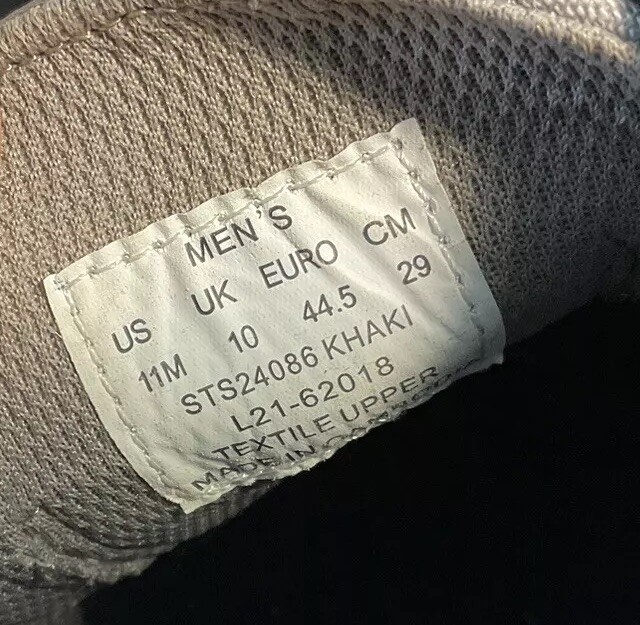 MEN'S
US UK EURO CM
11M 10 44.5 29
STS24086 KHAKI
L21-62018
TEXTILE UPPER
MADE IN